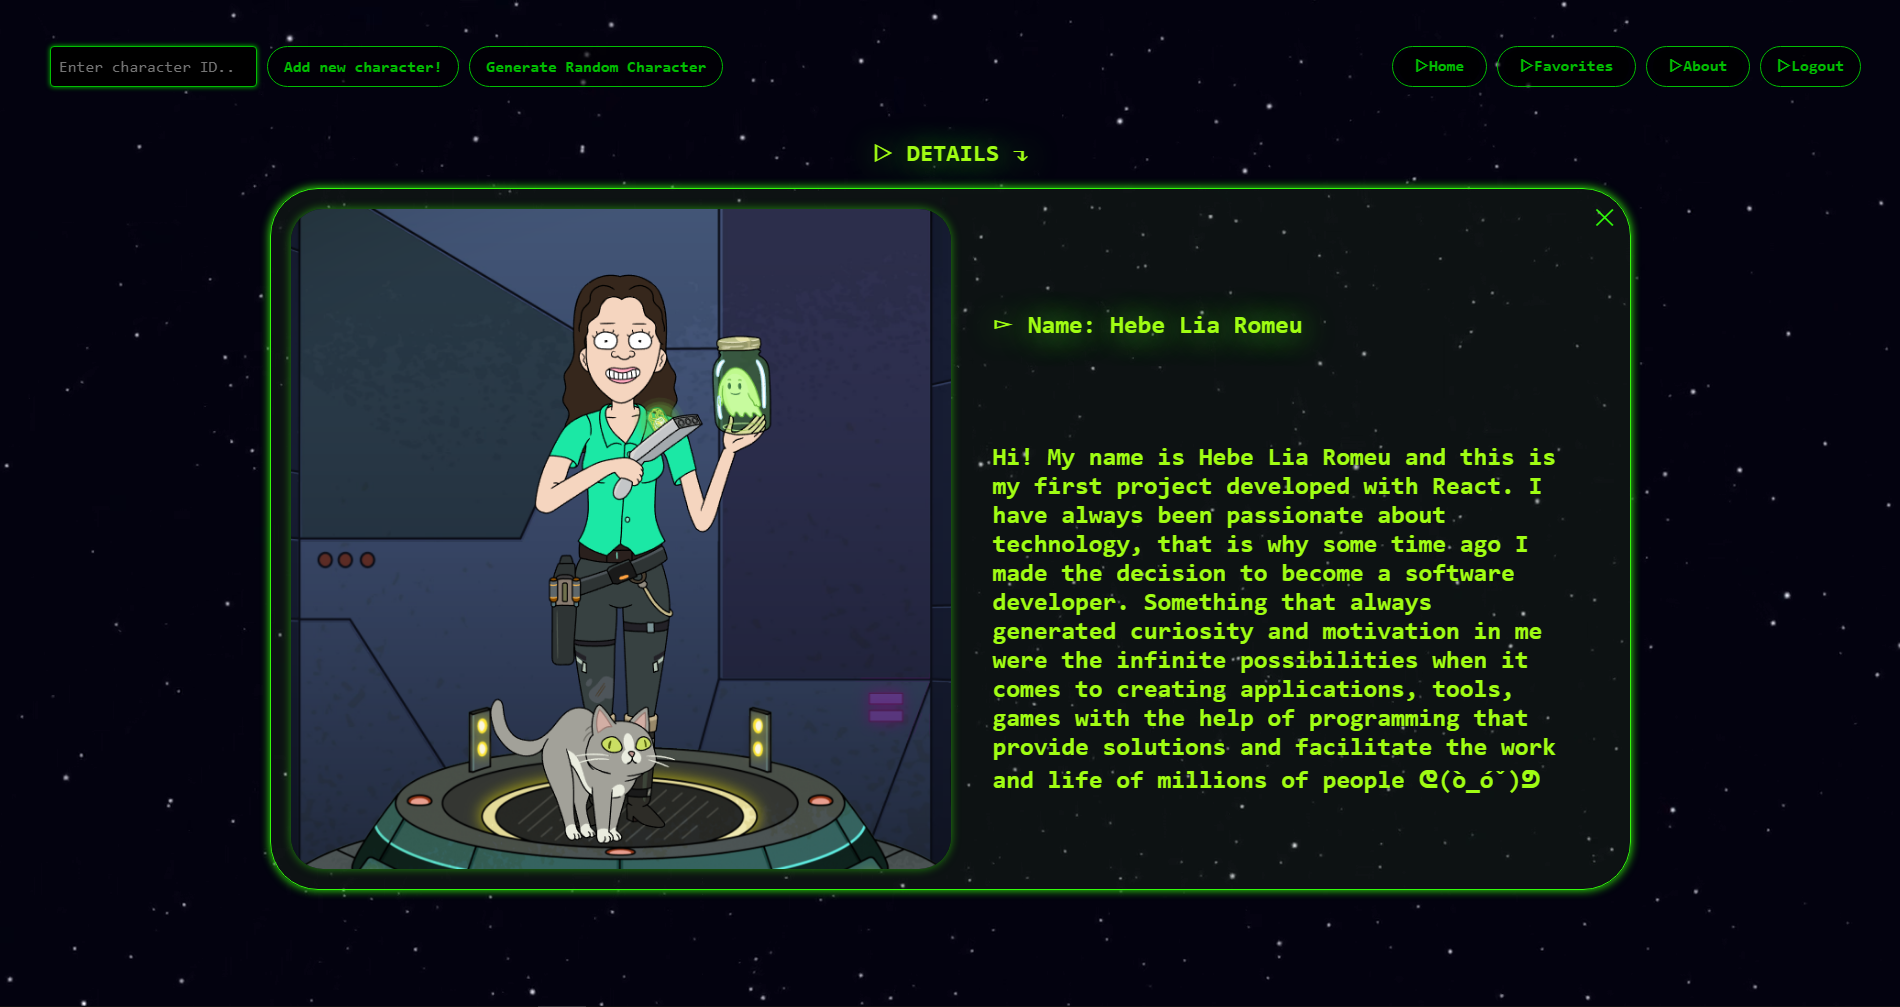 Enter character ID..
Add new character!
Generate Random Character
▷Home
▷Favorites
▷About
▷Logout
▷ DETAILS ↴
▻ Name: Hebe Lia Romeu
Hi! My name is Hebe Lia Romeu and this is
my first project developed with React. I
have always been passionate about
technology, that is why some time ago I
made the decision to become a software
developer. Something that always
generated curiosity and motivation in me
were the infinite possibilities when it
comes to creating applications, tools,
games with the help of programming that
provide solutions and facilitate the work
and life of millions of people ᕦ(ò_óˇ)ᕤ